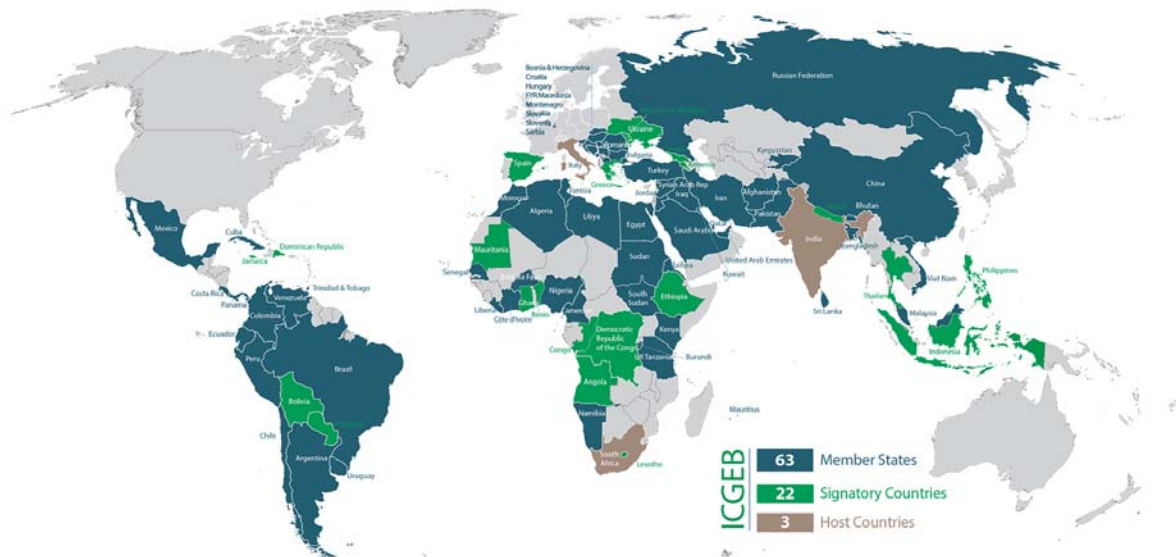 Bosnia & Herzegovina
Croatia
Hungary
FYR Macedonia
Montenegro
Slovakia
Slovenia
Serbia
Russian Federation
Ukraine
Romania
Bulgaria
Kyrgyzstan
Spain
Italy
Greece
Turkey
Armenia
Tunisia
Syrian Arab Rep
Iraq
Jordan
Iran
Afghanistan
China
Morocco
Algeria
Libya
Egypt
Saudi Arabia
Qatar
Pakistan
Bhutan
India
Bangladesh
Mexico
Cuba
Dominican Republic
Jamaica
Mauritania
Sudan
Eritrea
United Arab Emirates
Kuwait
Viet Nam
Philippines
Senegal
Burkina Faso
Trinidad & Tobago
Costa Rica
Panama
Venezuela
Colombia
Nigeria
Ghana
Benin
Cameroon
South
Sudan
Ethiopia
Thailand
Sri Lanka
Malaysia
Liberia
Côte d'Ivoire
Ecuador
Democratic
Republic
of the Congo
Kenya
Indonesia
Congo
UR Tanzania
Burundi
Peru
Brazil
Angola
Bolivia
Namibia
Mauritius
Chile
Argentina
Uruguay
South
Africa
Lesotho
ICGEB
63 Member States
22 Signatory Countries
3 Host Countries